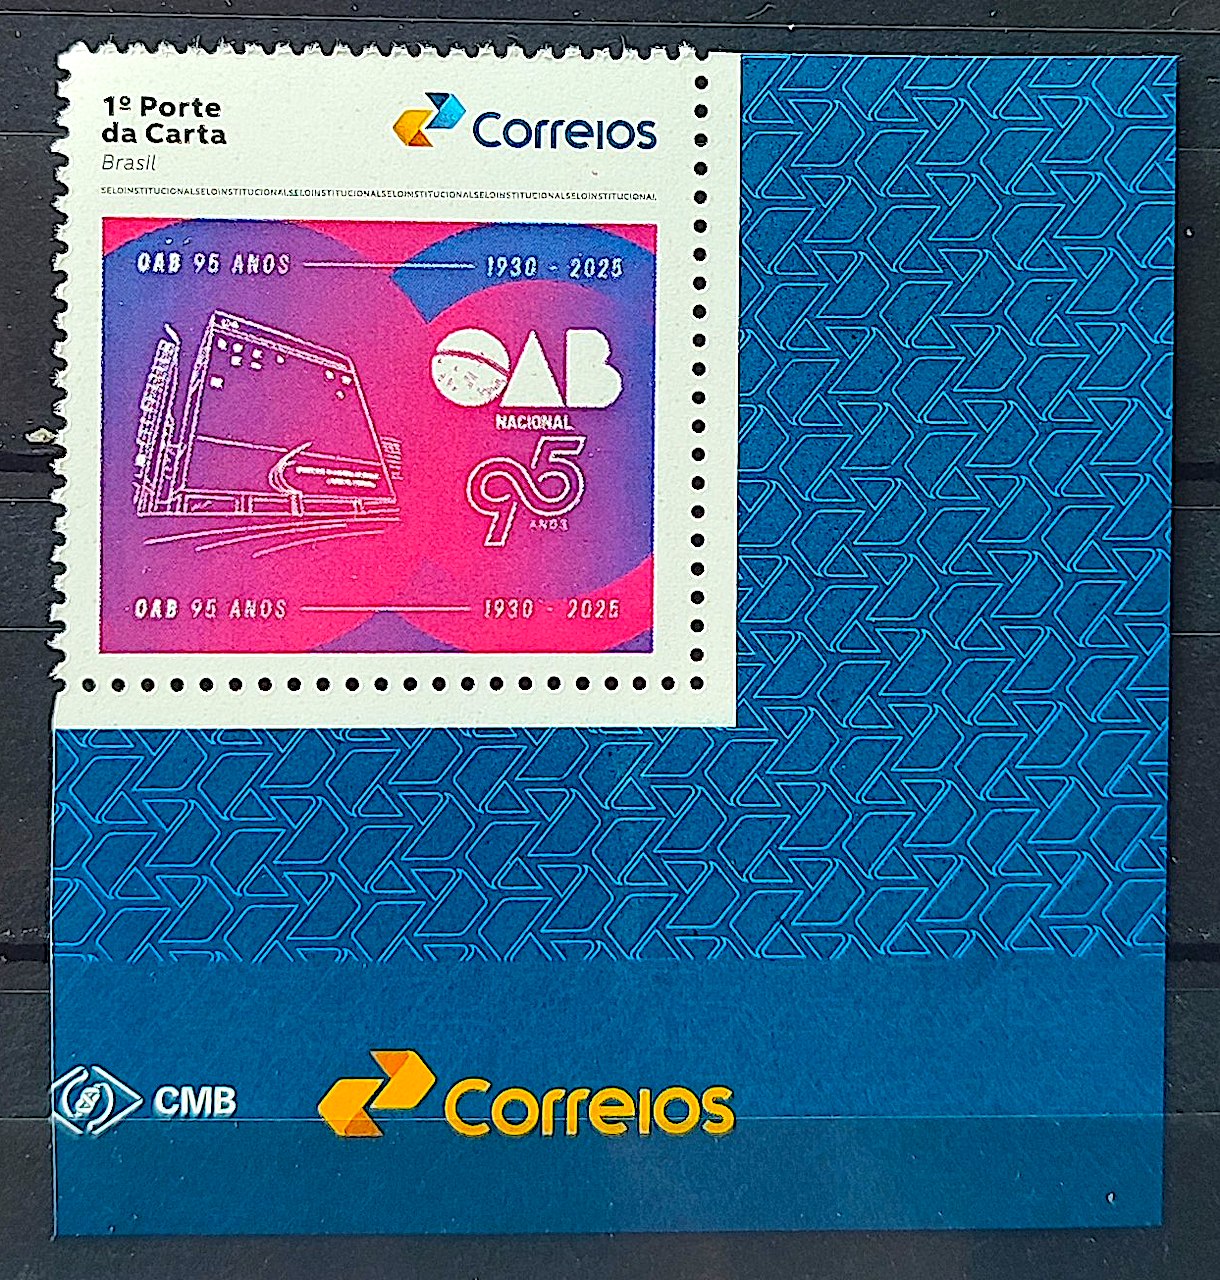 1º Porte
da Carta
Brasil
Correios
SELOINSTITUCIONALSELOINSTITUCIONALSELOINSTITUCIONALSELOINSTITUCIONALSELOINSTITUCIONALSELOINSTITUCIONAL
OAB 95 ANOS 1930 - 2025
OAB
NACIONAL
95
ANOS
OAB 95 ANOS 1930 - 2025
CMB
Correios